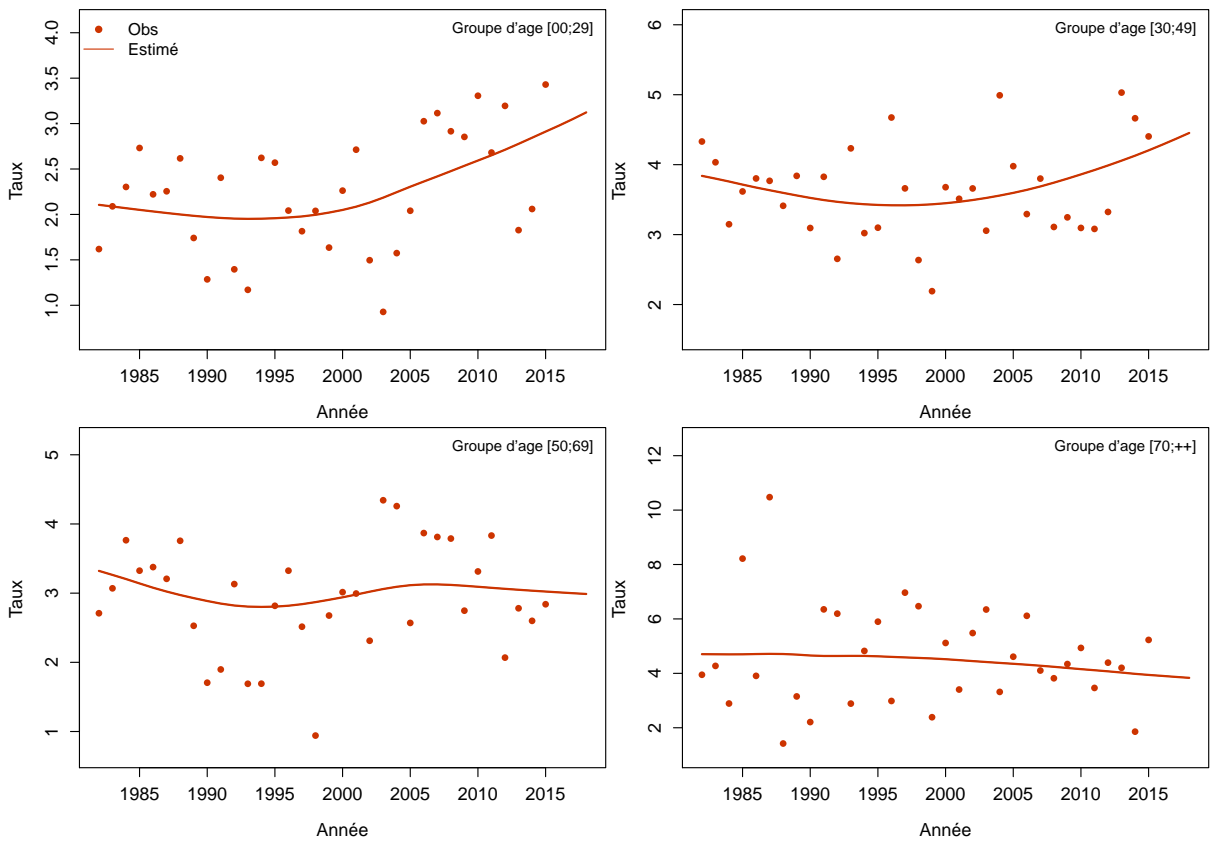 Groupe d'age [00;29]
Obs
Estimé
Taux
4.0
3.5
3.0
2.5
2.0
1.5
1.0
1985 1990 1995 2000 2005 2010 2015
Année
Groupe d'age [30;49]
Taux
6
5
4
3
2
1985 1990 1995 2000 2005 2010 2015
Année
Groupe d'age [50;69]
Taux
5
4
3
2
1
1985 1990 1995 2000 2005 2010 2015
Année
Groupe d'age [70;++]
Taux
12
10
8
6
4
2
1985 1990 1995 2000 2005 2010 2015
Année